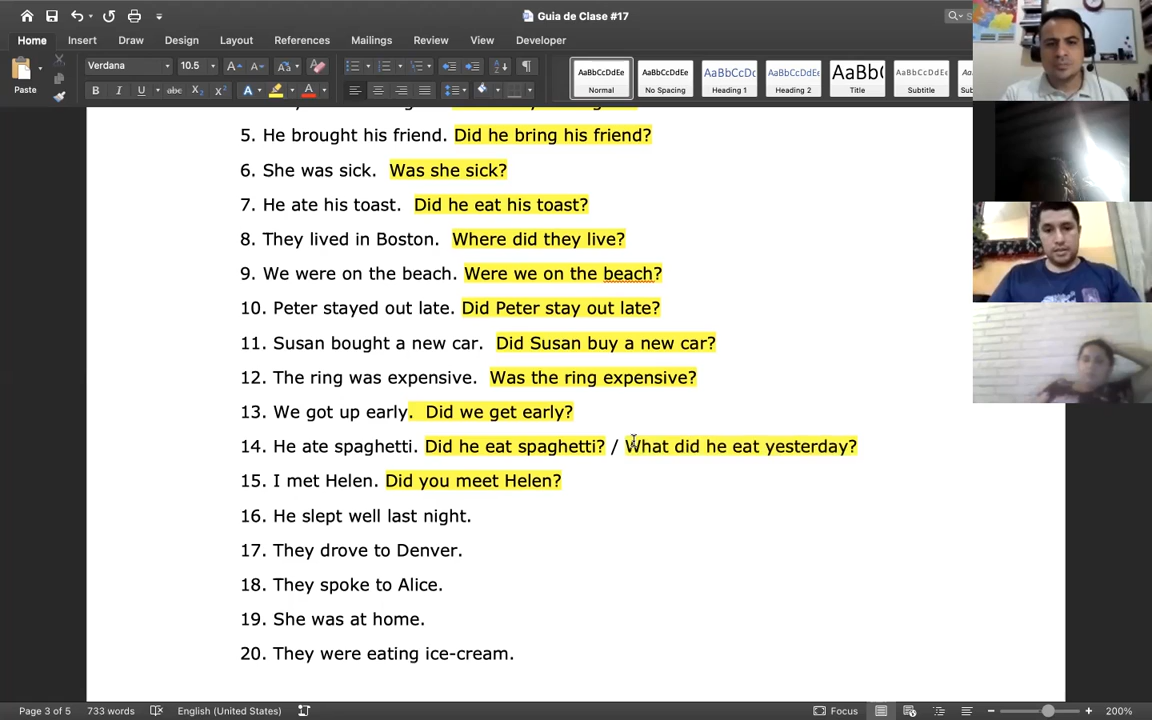 Guia de Clase #17
Home Insert Draw Design Layout References Mailings Review View Developer
Paste
Verdana 10.5
AaBbCcDdEe AaBbCcDdEe AaBbCcDc AaBbCcDdE AaBb( AaBbCcDdEe
Normal No Spacing Heading 1 Heading 2 Title Subtitle
5. He brought his friend. Did he bring his friend?
6. She was sick. Was she sick?
7. He ate his toast. Did he eat his toast?
8. They lived in Boston. Where did they live?
9. We were on the beach. Were we on the beach?
10. Peter stayed out late. Did Peter stay out late?
11. Susan bought a new car. Did Susan buy a new car?
12. The ring was expensive. Was the ring expensive?
13. We got up early. Did we get early?
14. He ate spaghetti. Did he eat spaghetti? / What did he eat yesterday?
15. I met Helen. Did you meet Helen?
16. He slept well last night.
17. They drove to Denver.
18. They spoke to Alice.
19. She was at home.
20. They were eating ice-cream.
Page 3 of 5 733 words English (United States) Focus 200%